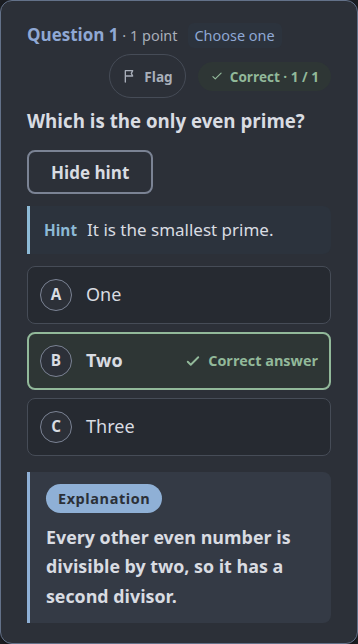 Question 1 · 1 point Choose one
Flag
Correct · 1 / 1
Which is the only even prime?
Hide hint
Hint It is the smallest prime.
A One
B Two Correct answer
C Three
Explanation
Every other even number is
divisible by two, so it has a
second divisor.